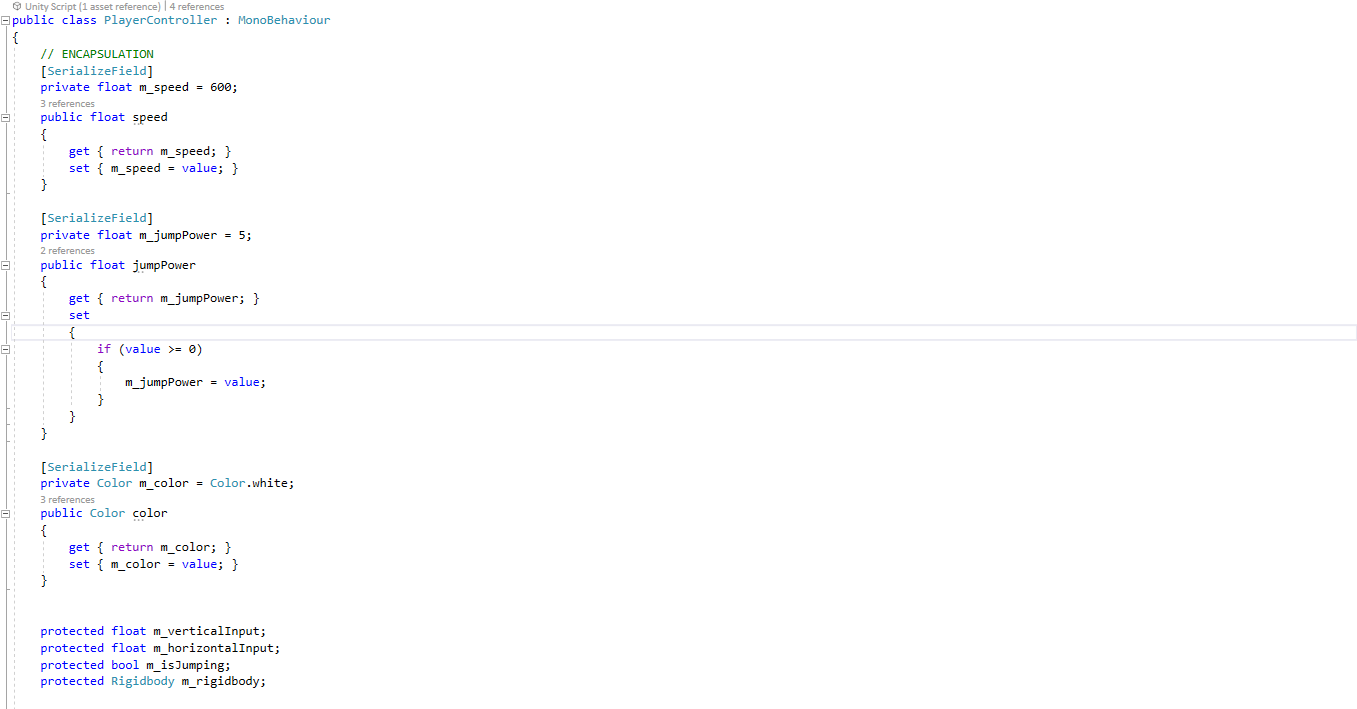 Unity Script (1 asset reference) | 4 references
public class PlayerController : MonoBehaviour
{
// ENCAPSULATION
[SerializeField]
private float m_speed = 600;
3 references
public float speed
{
get { return m_speed; }
set { m_speed = value; }
}
[SerializeField]
private float m_jumpPower = 5;
2 references
public float jumpPower
{
get { return m_jumpPower; }
set
{
if (value >= 0)
{
m_jumpPower = value;
}
}
}
[SerializeField]
private Color m_color = Color.white;
3 references
public Color color
{
get { return m_color; }
set { m_color = value; }
}
protected float m_verticalInput;
protected float m_horizontalInput;
protected bool m_isJumping;
protected Rigidbody m_rigidbody;